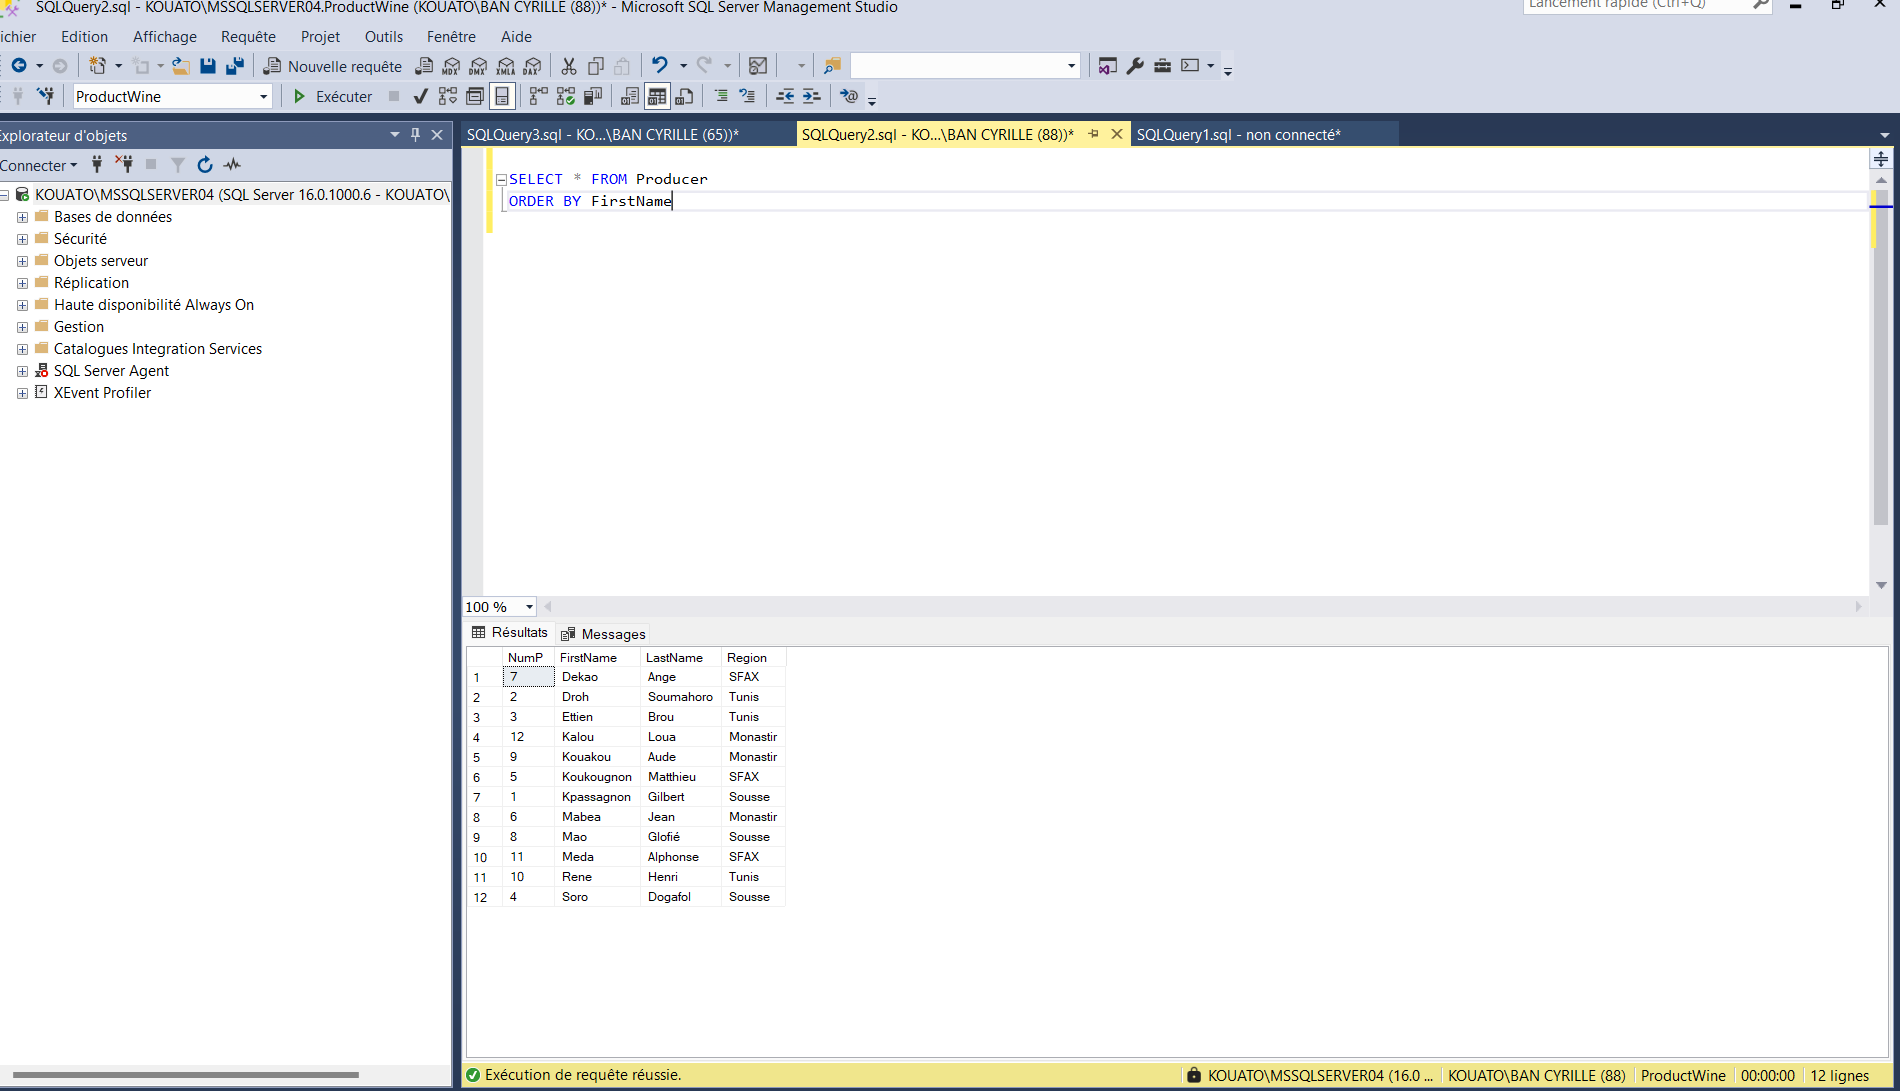 SQLQuery2.sql - KOUATO\MSSQLSERVER04.ProductWine (KOUATO\BAN CYRILLE (88))* - Microsoft SQL Server Management Studio
Lancement rapide (Ctrl+Q)
ichier Edition Affichage Requête Projet Outils Fenêtre Aide
Nouvelle requête MDX DMX XMLA DAX
ProductWine Exécuter
xplorateur d'objets
Connecter
KOUATO\MSSQLSERVER04 (SQL Server 16.0.1000.6 - KOUATO\
Bases de données
Sécurité
Objets serveur
Réplication
Haute disponibilité Always On
Gestion
Catalogues Integration Services
SQL Server Agent
XEvent Profiler
SQLQuery3.sql - KO...\BAN CYRILLE (65))* SQLQuery2.sql - KO...\BAN CYRILLE (88))* SQLQuery1.sql - non connecté*
SELECT * FROM Producer
ORDER BY FirstName
100 %
Résultats Messages
NumP FirstName LastName Region
1 7 Dekao Ange SFAX
2 2 Droh Soumahoro Tunis
3 3 Ettien Brou Tunis
4 12 Kalou Loua Monastir
5 9 Kouakou Aude Monastir
6 5 Koukougnon Matthieu SFAX
7 1 Kpassagnon Gilbert Sousse
8 6 Mabea Jean Monastir
9 8 Mao Glofié Sousse
10 11 Meda Alphonse SFAX
11 10 Rene Henri Tunis
12 4 Soro Dogafol Sousse
Exécution de requête réussie. KOUATO\MSSQLSERVER04 (16.0 ... KOUATO\BAN CYRILLE (88) ProductWine 00:00:00 12 lignes